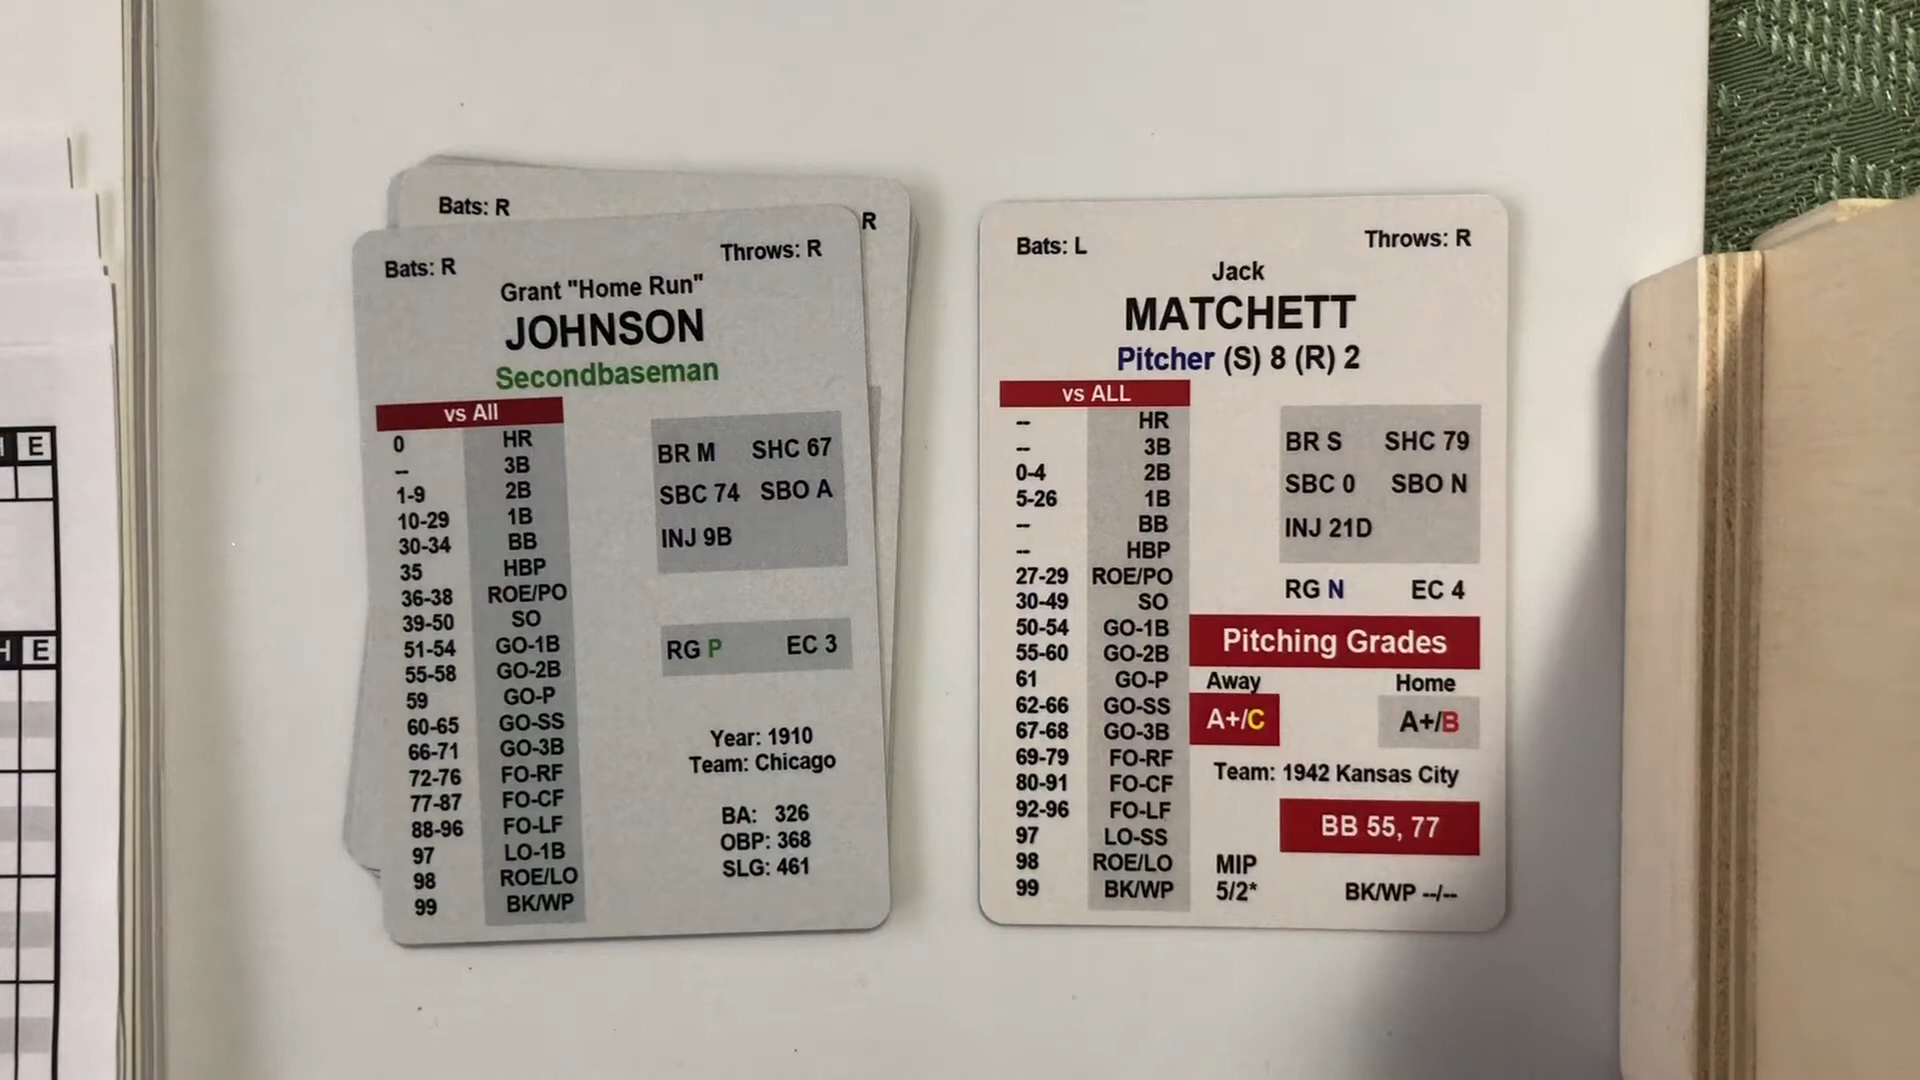 Bats: R
R
Bats: R Throws: R
Grant "Home Run"
JOHNSON
Secondbaseman
vs All
0 HR
-- 3B
1-9 2B
10-29 1B
30-34 BB
35 HBP
36-38 ROE/PO
39-50 SO
51-54 GO-1B
55-58 GO-2B
59 GO-P
60-65 GO-SS
66-71 GO-3B
72-76 FO-RF
77-87 FO-CF
88-96 FO-LF
97 LO-1B
98 ROE/LO
99 BK/WP
BR M SHC 67
SBC 74 SBO A
INJ 9B
RG P EC 3
Year: 1910
Team: Chicago
BA: 326
OBP: 368
SLG: 461
Bats: L Throws: R
Jack
MATCHETT
Pitcher (S) 8 (R) 2
vs ALL
-- HR
-- 3B
0-4 2B
5-26 1B
-- BB
-- HBP
27-29 ROE/PO
30-49 SO
50-54 GO-1B
55-60 GO-2B
61 GO-P
62-66 GO-SS
67-68 GO-3B
69-79 FO-RF
80-91 FO-CF
92-96 FO-LF
97 LO-SS
98 ROE/LO
99 BK/WP
BR S SHC 79
SBC 0 SBO N
INJ 21D
RG N EC 4
Pitching Grades
Away Home
A+/C A+/B
Team: 1942 Kansas City
BB 55, 77
MIP
5/2* BK/WP --/--
E
H E